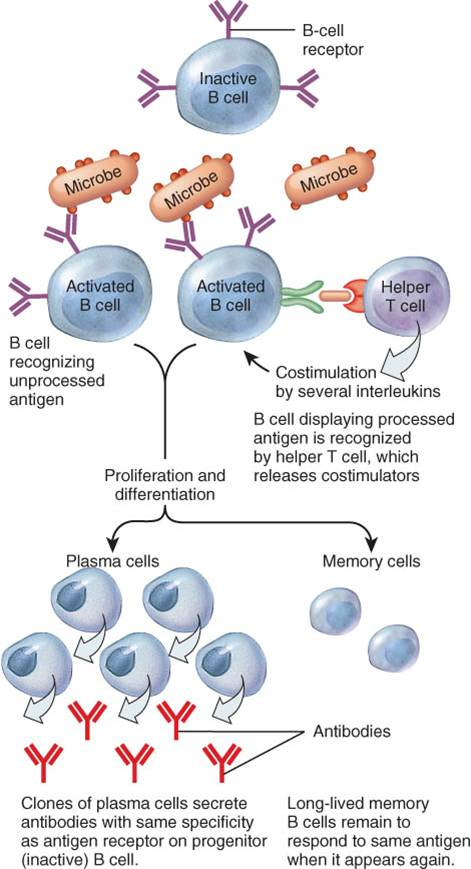 B-cell
receptor
Inactive
B cell
Microbe
Microbe
Microbe
Activated
B cell
Activated
B cell
Helper
T cell
B cell
recognizing
unprocessed
antigen
Costimulation
by several interleukins
B cell displaying processed
antigen is recognized
by helper T cell, which
releases costimulators
Proliferation and
differentiation
Plasma cells
Memory cells
Antibodies
Clones of plasma cells secrete
antibodies with same specificity
as antigen receptor on progenitor
(inactive) B cell.
Long-lived memory
B cells remain to
respond to same antigen
when it appears again.